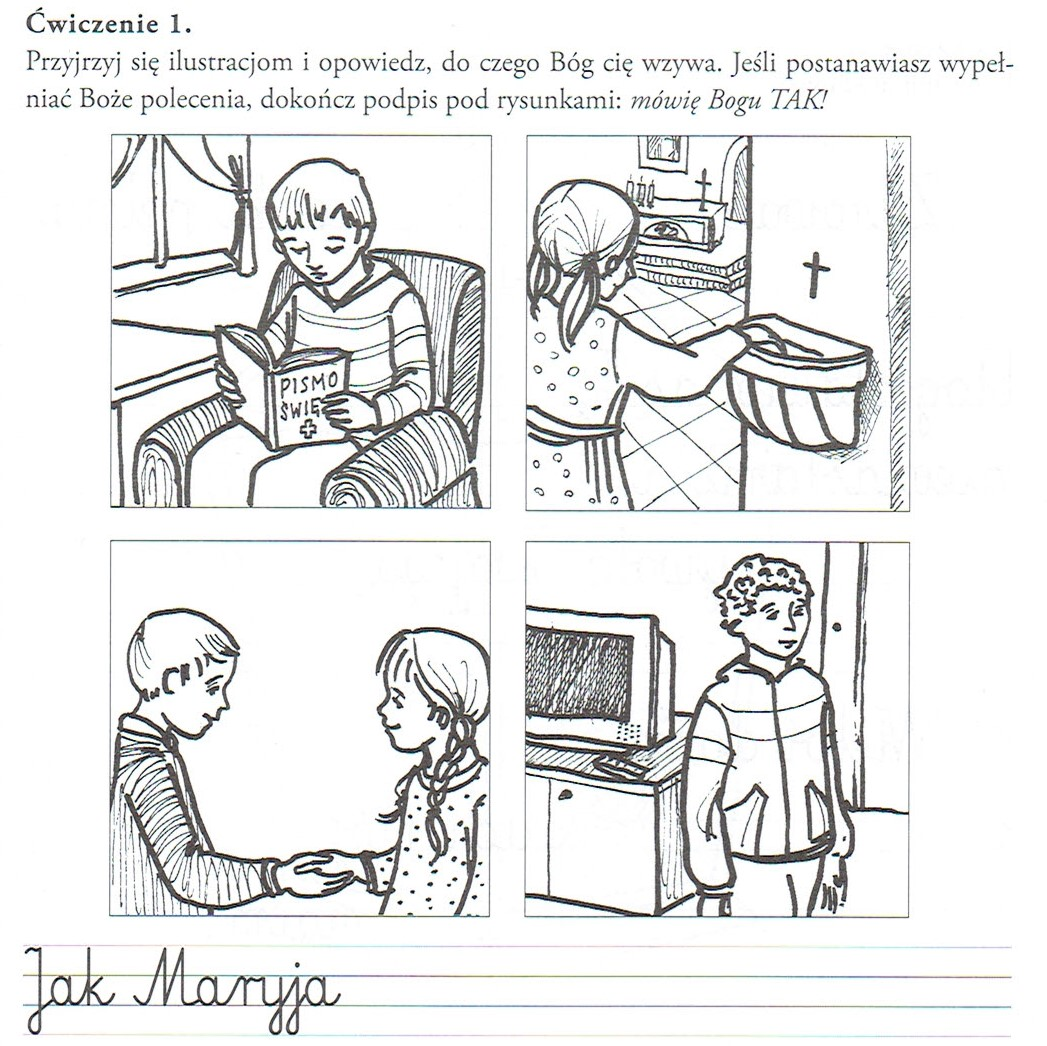 Ćwiczenie 1.
Przyjrzyj się ilustracjom i opowiedz, do czego Bóg cię wzywa. Jeśli postanawiasz wypeł-
niać Boże polecenia, dokończ podpis pod rysunkami: mówię Bogu TAK!
PISMO
ŚWIĘ
Jak Maryja